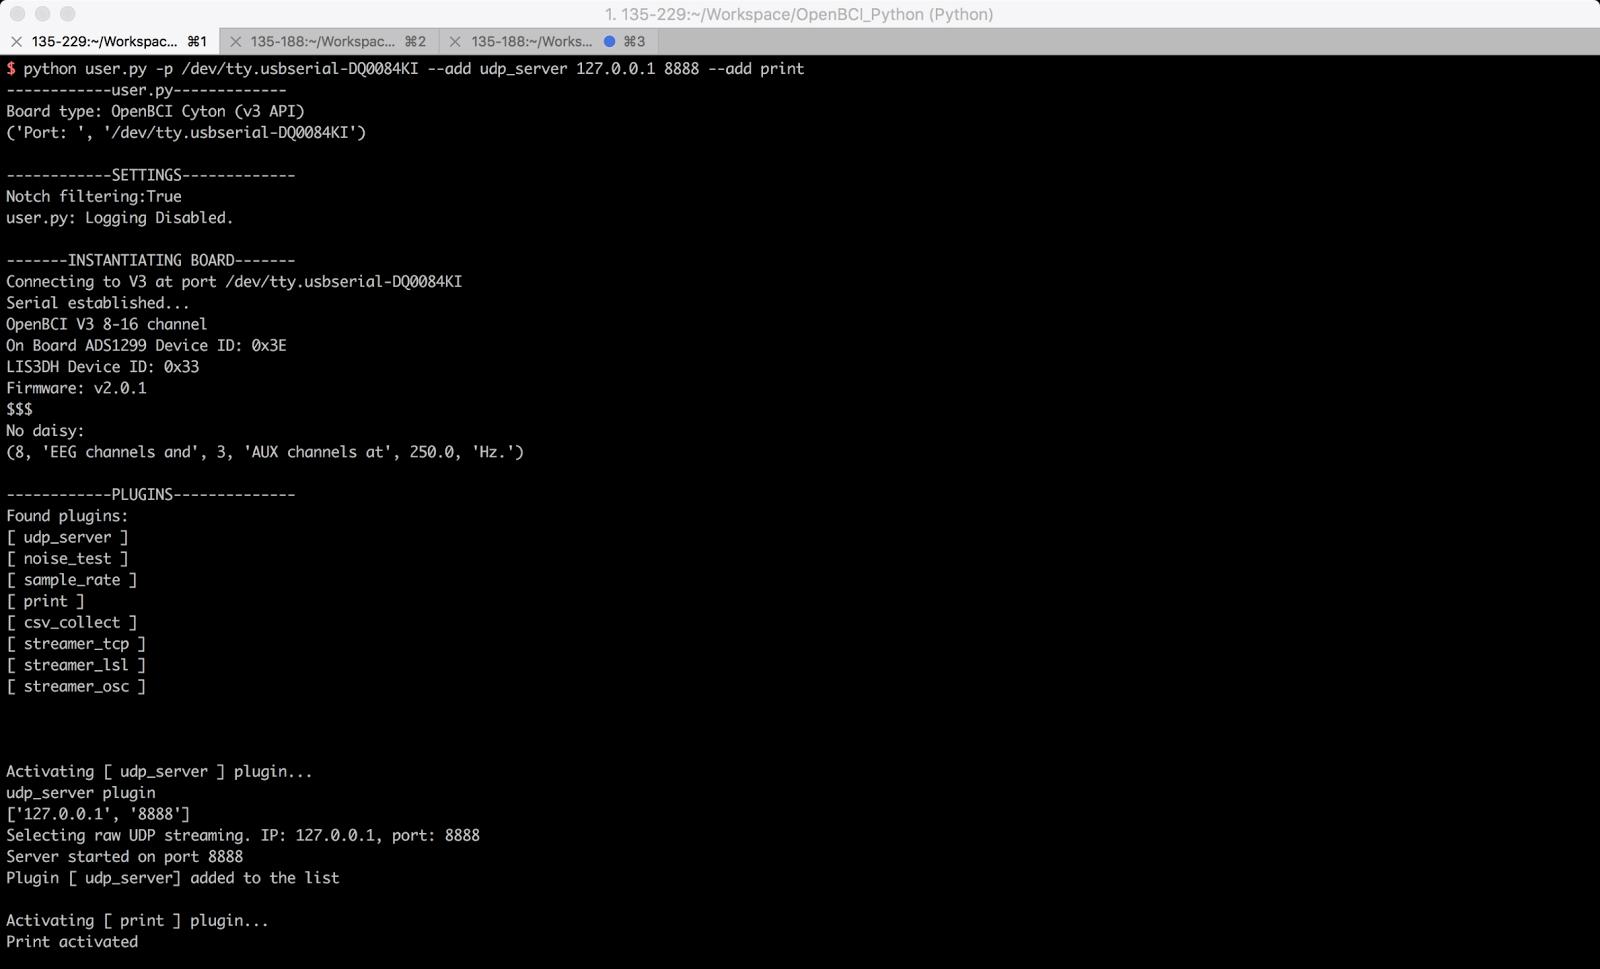 1. 135-229:~/Workspace/OpenBCI_Python (Python)
135-229:~/Workspac... ⌘1 135-188:~/Workspac... ⌘2 135-188:~/Works... ⌘3
$ python user.py -p /dev/tty.usbserial-DQ0084KI --add udp_server 127.0.0.1 8888 --add print
------------user.py-------------
Board type: OpenBCI Cyton (v3 API)
('Port: ', '/dev/tty.usbserial-DQ0084KI')
------------SETTINGS-------------
Notch filtering:True
user.py: Logging Disabled.
-------INSTANTIATING BOARD-------
Connecting to V3 at port /dev/tty.usbserial-DQ0084KI
Serial established...
OpenBCI V3 8-16 channel
On Board ADS1299 Device ID: 0x3E
LIS3DH Device ID: 0x33
Firmware: v2.0.1
$$$
No daisy:
(8, 'EEG channels and', 3, 'AUX channels at', 250.0, 'Hz.')
------------PLUGINS--------------
Found plugins:
[ udp_server ]
[ noise_test ]
[ sample_rate ]
[ print ]
[ csv_collect ]
[ streamer_tcp ]
[ streamer_lsl ]
[ streamer_osc ]
Activating [ udp_server ] plugin...
udp_server plugin
['127.0.0.1', '8888']
Selecting raw UDP streaming. IP: 127.0.0.1, port: 8888
Server started on port 8888
Plugin [ udp_server] added to the list
Activating [ print ] plugin...
Print activated